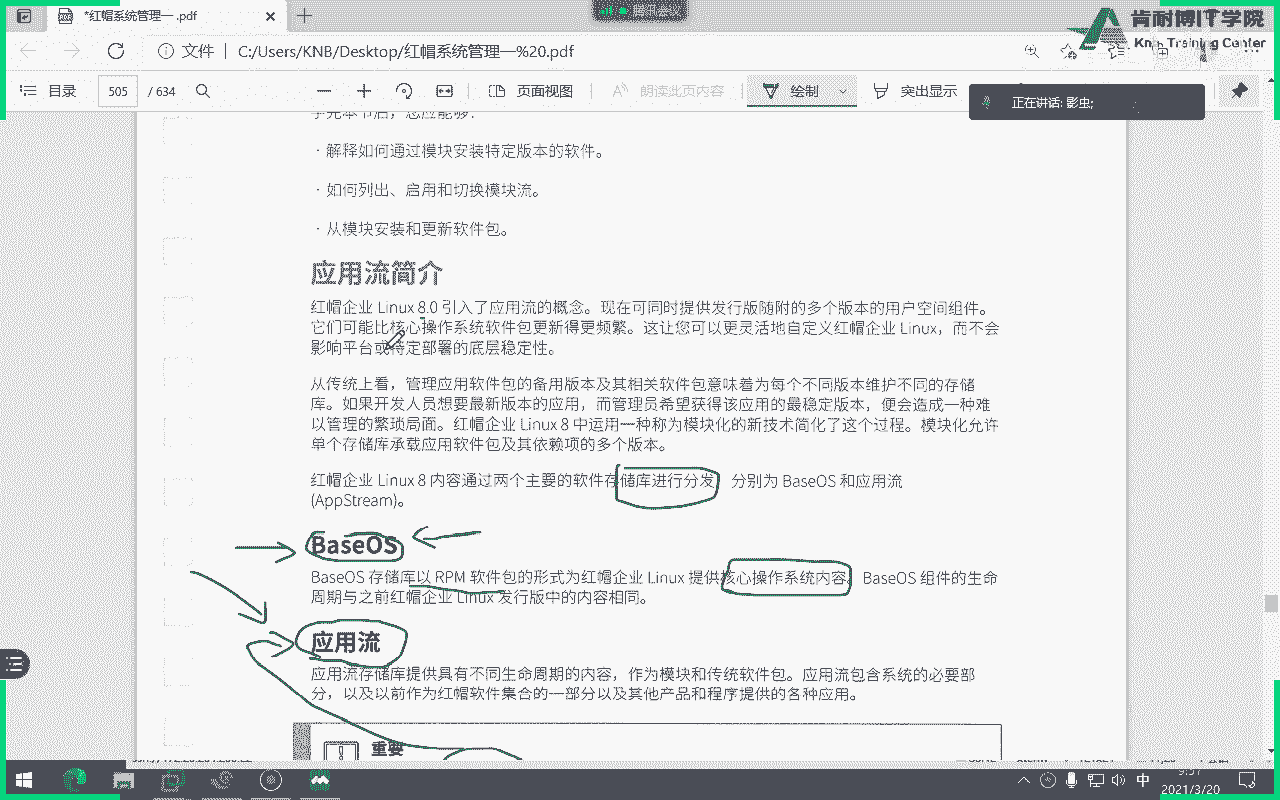 *红帽系统管理一 .pdf
腾讯会议
肯耐博IT学院
KnB Training Center
文件 C:/Users/KNB/Desktop/红帽系统管理一%20.pdf
目录 505 / 634 页面视图 朗读此页内容 绘制 突出显示
正在讲话: 影虫;
学完本节后，您应能够：
· 解释如何通过模块安装特定版本的软件。
· 如何列出、启用和切换模块流。
· 从模块安装和更新软件包。
应用流简介
红帽企业 Linux 8.0 引入了应用流的概念。现在可同时提供发行版随附的多个版本的用户空间组件。
它们可能比核心操作系统软件包更新得更频繁。这让您可以更灵活地自定义红帽企业 Linux，而不会
影响平台或特定部署的底层稳定性。
从传统上看，管理应用软件包的备用版本及其相关软件包意味着为每个不同版本维护不同的存储
库。如果开发人员想要最新版本的应用，而管理员希望获得该应用的最稳定版本，便会造成一种难
以管理的繁琐局面。红帽企业 Linux 8 中运用一种称为模块化的新技术简化了这个过程。模块化允许
单个存储库承载应用软件包及其依赖项的多个版本。
红帽企业 Linux 8 内容通过两个主要的软件存储库进行分发，分别为 BaseOS 和应用流
(AppStream)。
BaseOS
BaseOS 存储库以 RPM 软件包的形式为红帽企业 Linux 提供核心操作系统内容。BaseOS 组件的生命
周期与之前红帽企业 Linux 发行版中的内容相同。
应用流
应用流存储库提供具有不同生命周期的内容，作为模块和传统软件包。应用流包含系统的必要部
分，以及以前作为红帽软件集合的一部分以及其他产品和程序提供的各种应用。
重要
中
9:57
2021/3/20